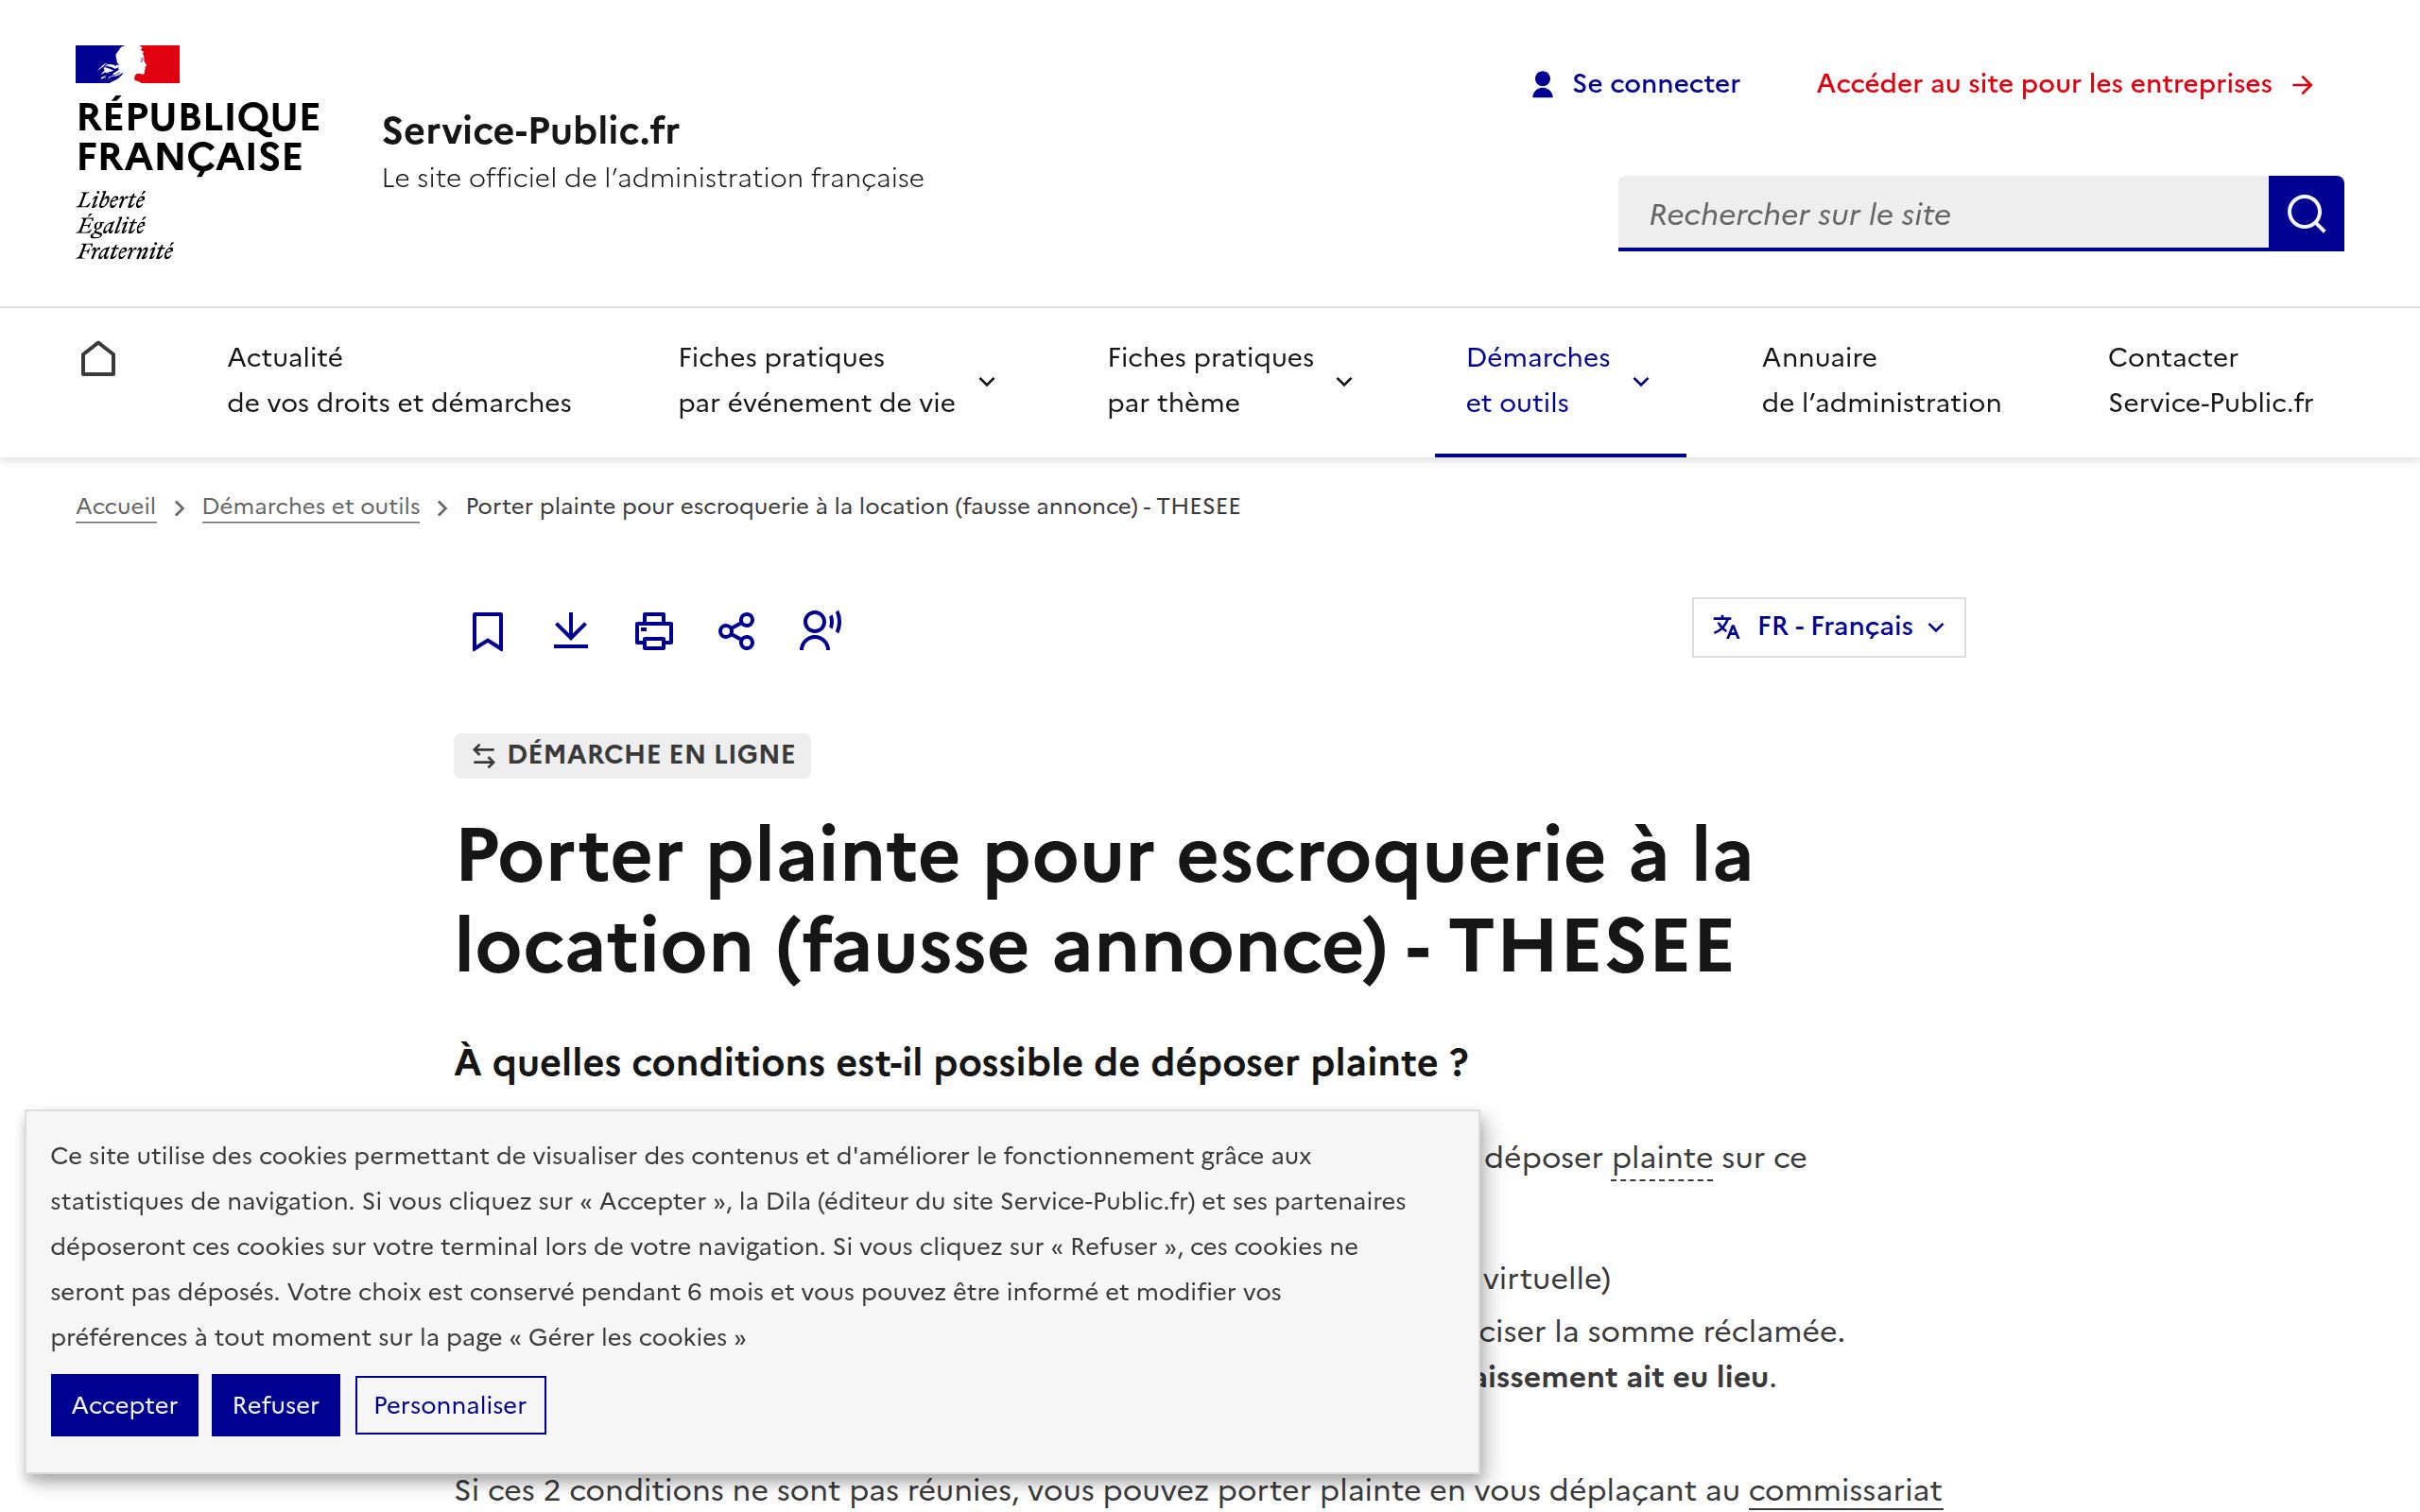 RÉPUBLIQUE
FRANÇAISE
Liberté
Égalité
Fraternité
Service-Public.fr
Le site officiel de l’administration française
Se connecter
Accéder au site pour les entreprises
Rechercher sur le site
Actualité
de vos droits et démarches
Fiches pratiques
par événement de vie
Fiches pratiques
par thème
Démarches
et outils
Annuaire
de l’administration
Contacter
Service-Public.fr
Accueil > Démarches et outils > Porter plainte pour escroquerie à la location (fausse annonce) - THESEE
FR - Français
DÉMARCHE EN LIGNE
Porter plainte pour escroquerie à la
location (fausse annonce) - THESEE
À quelles conditions est-il possible de déposer plainte ?
déposer plainte sur ce
virtuelle)
la somme réclamée.
ait eu lieu.
Ce site utilise des cookies permettant de visualiser des contenus et d'améliorer le fonctionnement grâce aux
statistiques de navigation. Si vous cliquez sur « Accepter », la Dila (éditeur du site Service-Public.fr) et ses partenaires
déposeront ces cookies sur votre terminal lors de votre navigation. Si vous cliquez sur « Refuser », ces cookies ne
seront pas déposés. Votre choix est conservé pendant 6 mois et vous pouvez être informé et modifier vos
préférences à tout moment sur la page « Gérer les cookies »
Accepter
Refuser
Personnaliser
Si ces 2 conditions ne sont pas réunies, vous pouvez porter plainte en vous déplaçant au commissariat